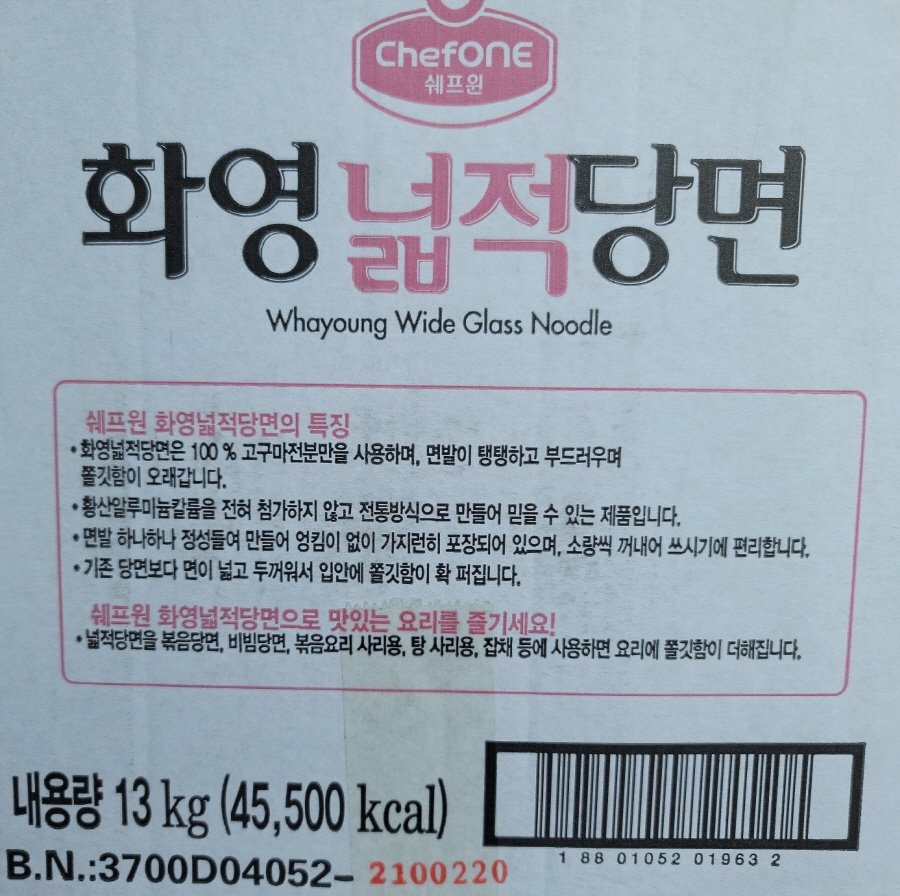 ChefONE
쉐프원
화영넓적당면
Whayoung Wide Glass Noodle
쉐프원 화영넓적당면의 특징
• 화영넓적당면은 100 % 고구마전분만을 사용하며, 면발이 탱탱하고 부드러우며
쫄깃함이 오래갑니다.
• 황산알루미늄칼륨을 전혀 첨가하지 않고 전통방식으로 만들어 믿을 수 있는 제품입니다.
• 면발 하나하나 정성들여 만들어 엉킴이 없이 가지런히 포장되어 있으며, 소량씩 꺼내어 쓰시기에 편리합니다.
• 기존 당면보다 면이 넓고 두꺼워서 입안에 쫄깃함이 확 퍼집니다.
쉐프원 화영넓적당면으로 맛있는 요리를 즐기세요!
• 넓적당면을 볶음당면, 비빔당면, 볶음요리 사리용, 탕 사리용, 잡채 등에 사용하면 요리에 쫄깃함이 더해집니다.
내용량 13 kg (45,500 kcal)
1 88 01052 01963 2
B.N.:3700D04052- 2100220